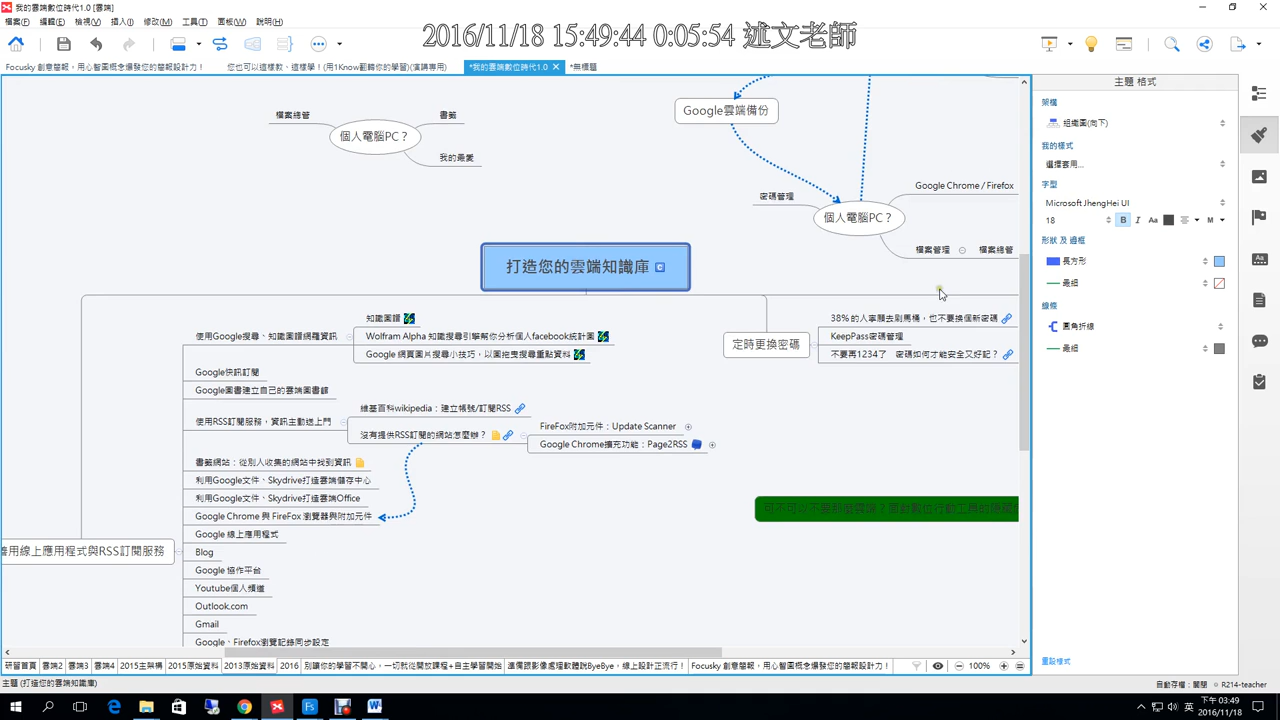 我的雲端數位時代1.0 [雲端]
檔案(F) 編輯(E) 檢視(V) 插入(I) 修改(M) 工具(T) 面板(W) 說明(H)
2016/11/18 15:49:44 0:05:54 述文老師
Focusky 創意簡報，用心智圖概念爆發您的簡報設計力！ 您也可以這樣教、這樣學！(用1Know翻轉你的學習)(演講專用) *我的雲端數位時代1.0 *無標題
主題 格式
架構
組織圖(向下)
我的樣式
選擇套用...
字型
Microsoft JhengHei UI
18 B I Aa M
形狀 及 邊框
長方形
最細
線條
圓角折線
最細
重設樣式
Google雲端備份
檔案總管 書籤
個人電腦PC？
我的最愛
Google Chrome / Firefox
密碼管理
個人電腦PC？
檔案管理 檔案總管
打造您的雲端知識庫
知識圖譜
使用Google搜尋、知識圖譜網羅資訊
Wolfram Alpha 知識搜尋引擎幫你分析個人facebook統計圖
Google 網頁圖片搜尋小技巧，以圖拖曳搜尋重點資料
定時更換密碼
38%的人寧願去刷馬桶，也不要換個新密碼
KeePass密碼管理
不要再1234了 密碼如何才能安全又好記？
Google快訊訂閱
Google圖書建立自己的雲端圖書館
使用RSS訂閱服務，資訊主動送上門
維基百科wikipedia：建立帳號/訂閱RSS
沒有提供RSS訂閱的網站怎麼辦？
FireFox附加元件：Update Scanner
Google Chrome擴充功能：Page2RSS
書籤網站：從別人收集的網站中找到資訊
利用Google文件、Skydrive打造雲端儲存中心
利用Google文件、Skydrive打造雲端Office
Google Chrome 與 FireFox 瀏覽器與附加元件
Google 線上應用程式
善用線上應用程式與RSS訂閱服務
Blog
Google 協作平台
Youtube個人頻道
Outlook.com
Gmail
Google、Firefox瀏覽記錄同步設定
研習首頁 雲端2 雲端3 雲端4 2015主架構 2015原始資料 2013原始資料 2016 別讓你的學習不開心，一切就從開放課程+自主學習開始 準備跟影像處理軟體說ByeBye，線上設計正流行！ Focusky 創意簡報，用心智圖概念爆發您的簡報設計力！ 100%
主題 (打造您的雲端知識庫)
自動存檔：關閉 R214-teacher
英 下午 03:49
2016/11/18